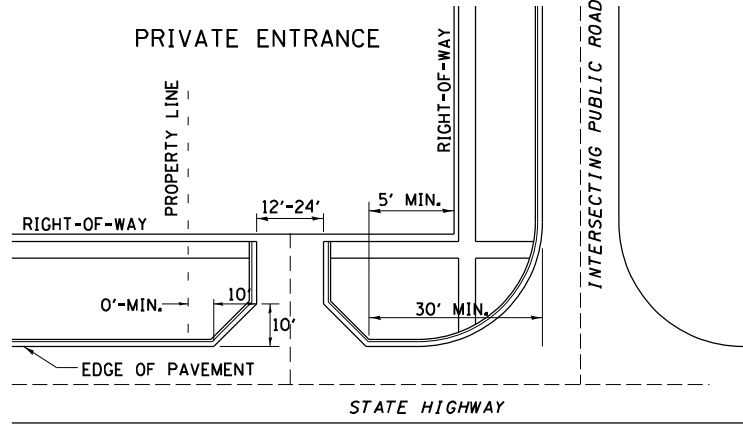 PRIVATE ENTRANCE
PROPERTY LINE
RIGHT-OF-WAY
INTERSECTING PUBLIC ROAD
12'-24'
5' MIN.
RIGHT-OF-WAY
0'-MIN.
10'
10'
30' MIN.
EDGE OF PAVEMENT
STATE HIGHWAY